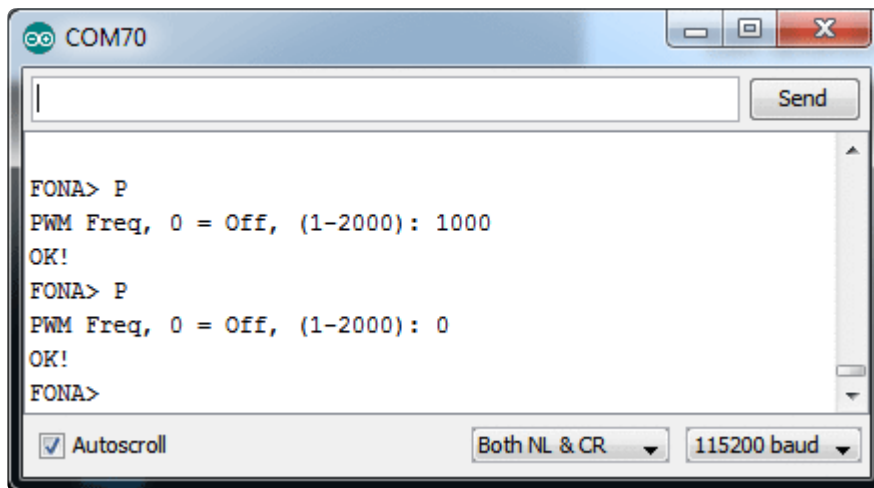 COM70
Send
FONA> P
PWM Freq, 0 = Off, (1-2000): 1000
OK!
FONA> P
PWM Freq, 0 = Off, (1-2000): 0
OK!
FONA>
Autoscroll
Both NL & CR
115200 baud